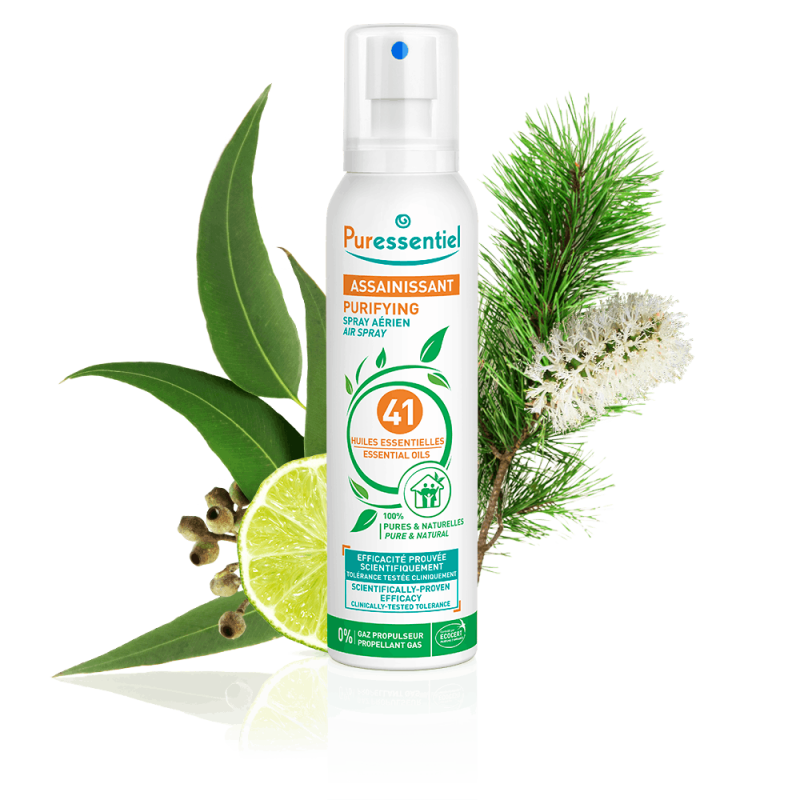 Puressentiel
ASSAINISSANT
PURIFYING
SPRAY AÉRIEN
AIR SPRAY
41
HUILES ESSENTIELLES
ESSENTIAL OILS
100%
PURES & NATURELLES
PURE & NATURAL
EFFICACITÉ PROUVÉE
SCIENTIFIQUEMENT
TOLÉRANCE TESTÉE CLINIQUEMENT
SCIENTIFICALLY-PROVEN
EFFICACY
CLINICALLY-TESTED TOLERANCE
0% GAZ PROPULSEUR
PROPELLANT GAS
ECOCERT